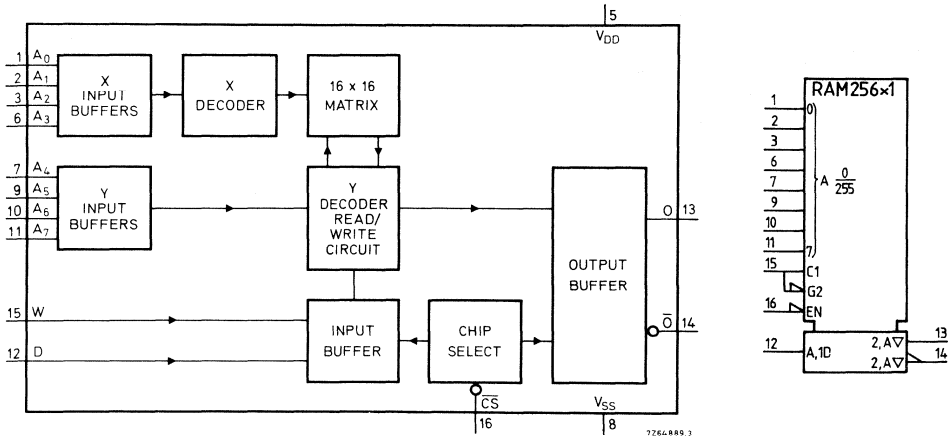 5
VDD
1 A0
2 A1
3 A2
6 A3
X
INPUT
BUFFERS
X
DECODER
16 x 16
MATRIX
7 A4
9 A5
10 A6
11 A7
Y
INPUT
BUFFERS
Y
DECODER
READ/
WRITE
CIRCUIT
O 13
OUTPUT
BUFFER
O̅ 14
15 W
12 D
INPUT
BUFFER
CHIP
SELECT
C̅S̅
16
VSS
8
7Z64889.3
RAM256x1
1 0
2
3
6
7
9
10
11 7
A 0/255
15 C1
G2
16 EN
12 A,1D
2,A▽ 13
2,A▽ 14